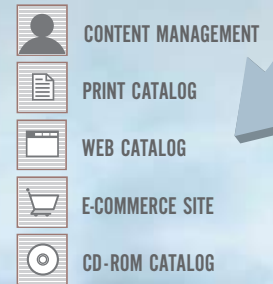 CONTENT MANAGEMENT
PRINT CATALOG
WEB CATALOG
E-COMMERCE SITE
CD-ROM CATALOG